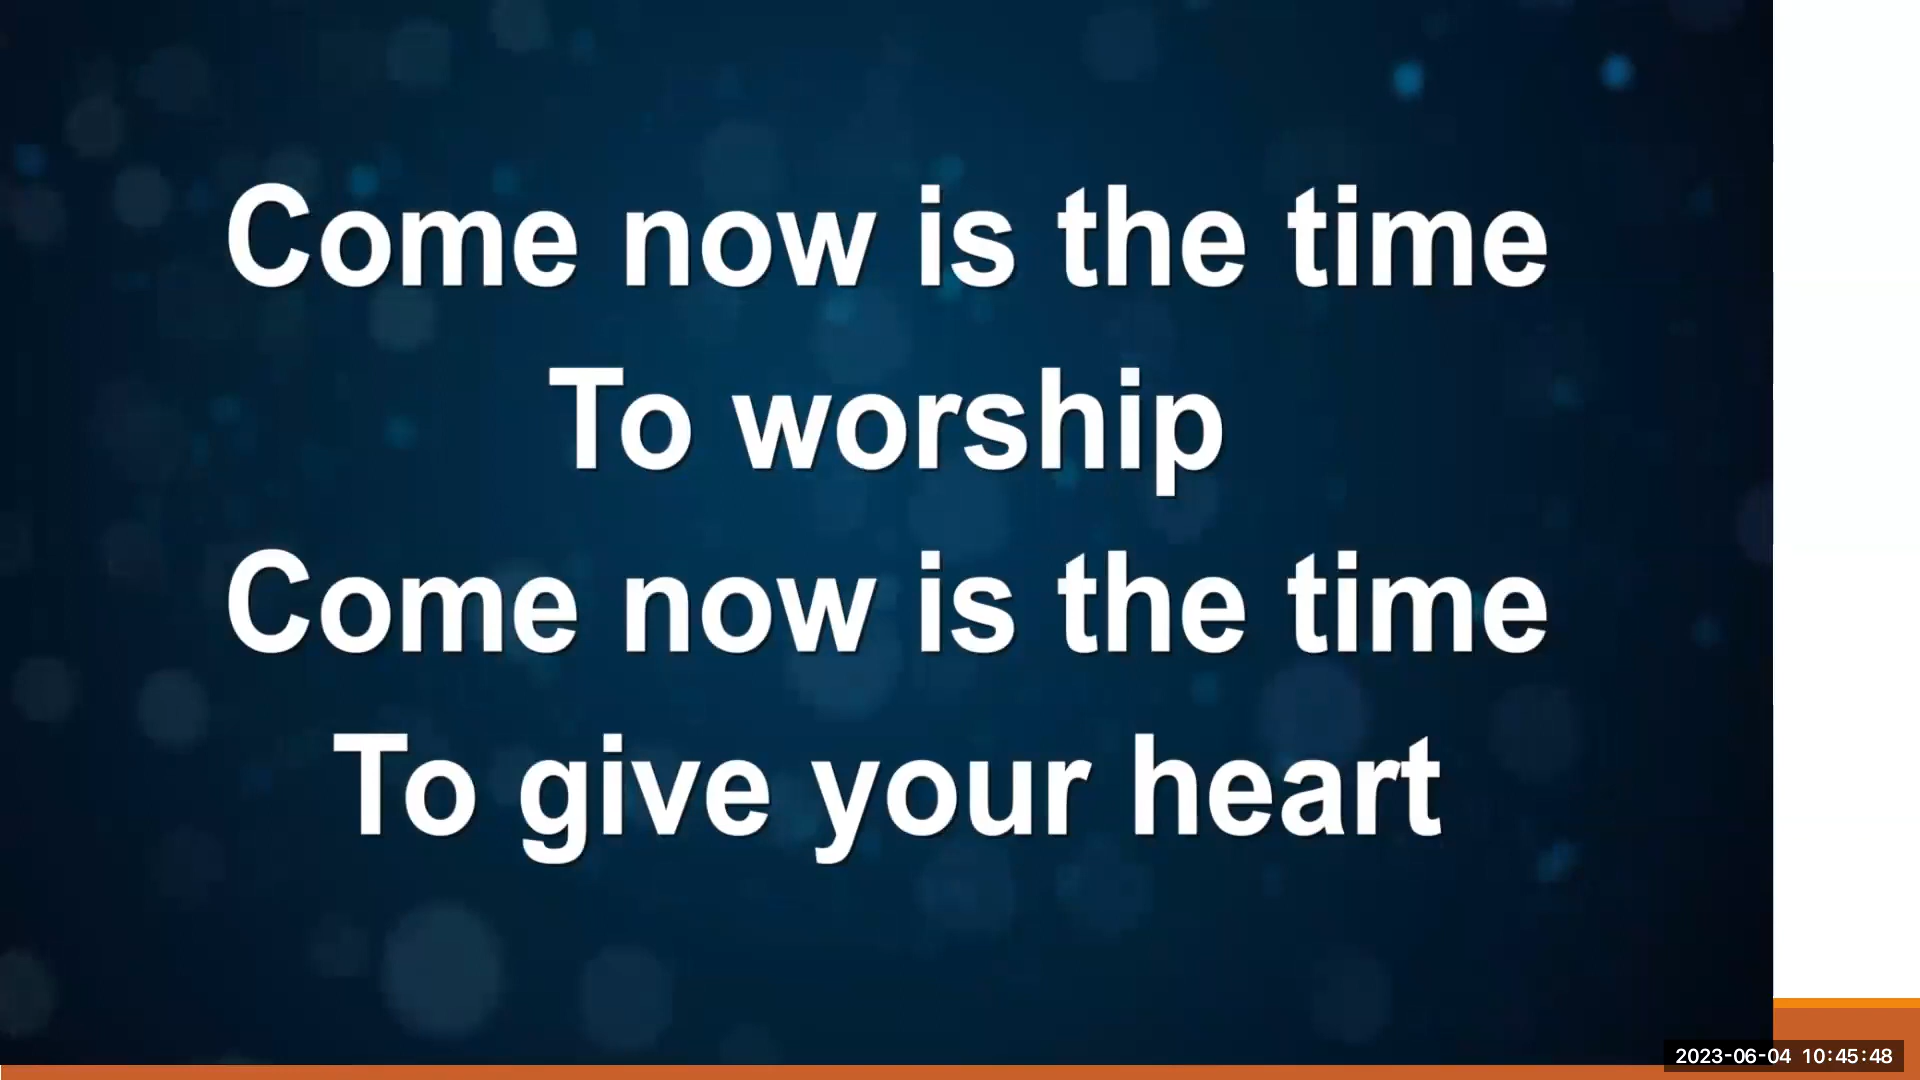 Come now is the time
To worship
Come now is the time
To give your heart
2023-06-04 10:45:48